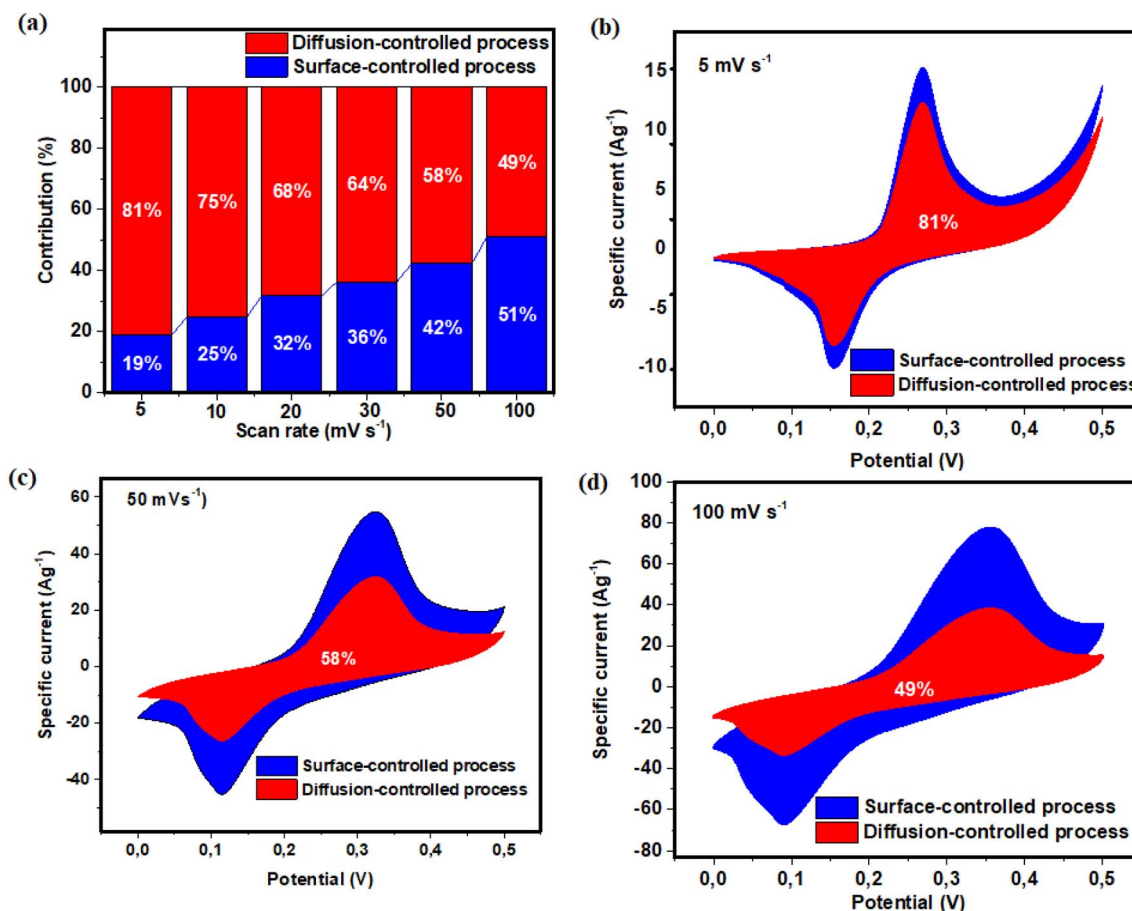 (a)
Diffusion-controlled process
Surface-controlled process
Contribution (%)
100
80
60
40
20
0
81%
75%
68%
64%
58%
49%
19%
25%
32%
36%
42%
51%
5
10
20
30
50
100
Scan rate (mV s⁻¹)
(b)
5 mV s⁻¹
Specific current (Ag⁻¹)
15
10
5
0
-5
-10
81%
Surface-controlled process
Diffusion-controlled process
0,0
0,1
0,2
0,3
0,4
0,5
Potential (V)
(c)
50 mVs⁻¹)
Specific current (Ag⁻¹)
60
40
20
0
-20
-40
58%
Surface-controlled process
Diffusion-controlled process
0,0
0,1
0,2
0,3
0,4
0,5
Potential (V)
(d)
100 mV s⁻¹
Specific current (Ag⁻¹)
100
80
60
40
20
0
-20
-40
-60
-80
49%
Surface-controlled process
Diffusion-controlled process
0,0
0,1
0,2
0,3
0,4
0,5
Potential (V)